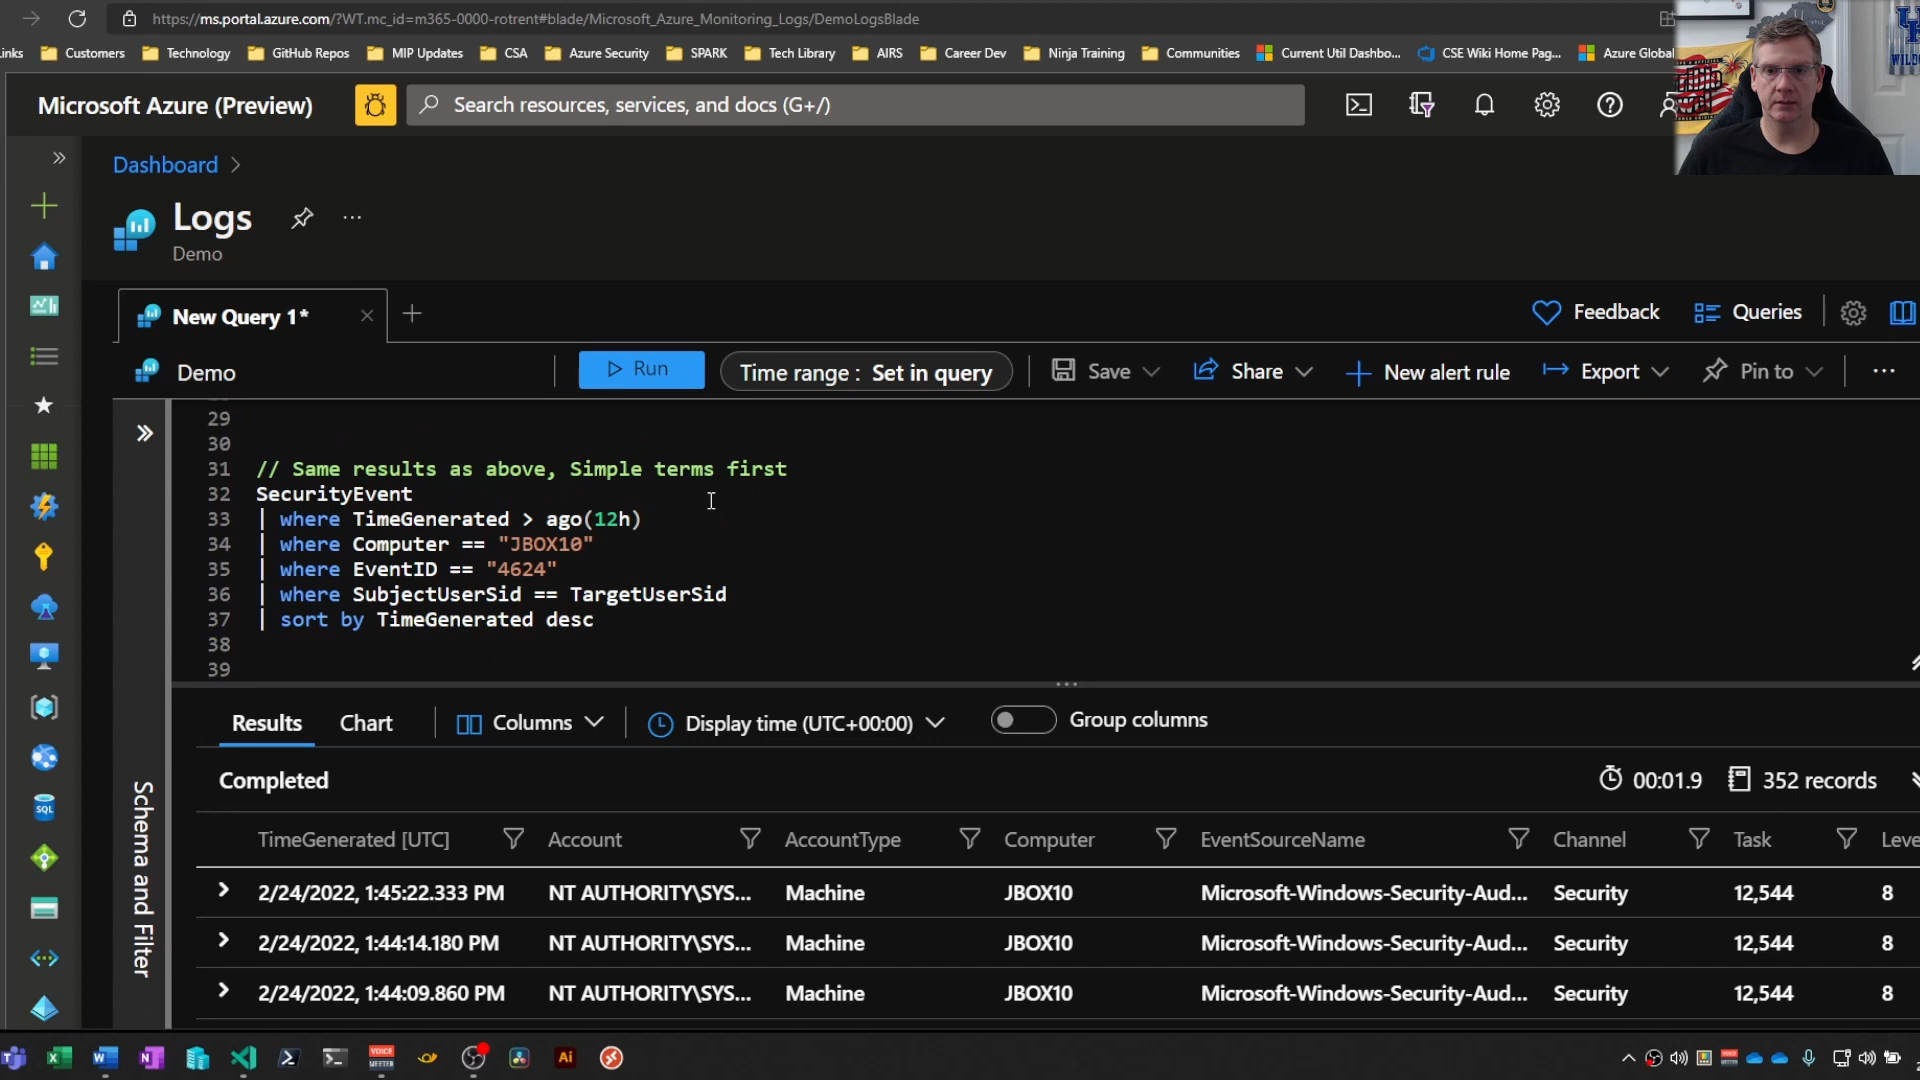 https://ms.portal.azure.com/?WT.mc_id=m365-0000-rotrent#blade/Microsoft_Azure_Monitoring_Logs/DemoLogsBlade
inks Customers Technology GitHub Repos MIP Updates CSA Azure Security SPARK Tech Library AIRS Career Dev Ninja Training Communities Current Util Dashbo... CSE Wiki Home Pag... Azure Global
Microsoft Azure (Preview) Search resources, services, and docs (G+/)
Dashboard >
Logs ...
Demo
New Query 1* Feedback Queries
Demo Run Time range : Set in query Save Share New alert rule Export Pin to ...
29
30
31 // Same results as above, Simple terms first
32 SecurityEvent
33 | where TimeGenerated > ago(12h)
34 | where Computer == "JBOX10"
35 | where EventID == "4624"
36 | where SubjectUserSid == TargetUserSid
37 | sort by TimeGenerated desc
38
39
Schema and Filter
Results Chart Columns Display time (UTC+00:00) Group columns
Completed 00:01.9 352 records
TimeGenerated [UTC] Account AccountType Computer EventSourceName Channel Task Leve
2/24/2022, 1:45:22.333 PM NT AUTHORITY\SYS... Machine JBOX10 Microsoft-Windows-Security-Aud... Security 12,544 8
2/24/2022, 1:44:14.180 PM NT AUTHORITY\SYS... Machine JBOX10 Microsoft-Windows-Security-Aud... Security 12,544 8
2/24/2022, 1:44:09.860 PM NT AUTHORITY\SYS... Machine JBOX10 Microsoft-Windows-Security-Aud... Security 12,544 8